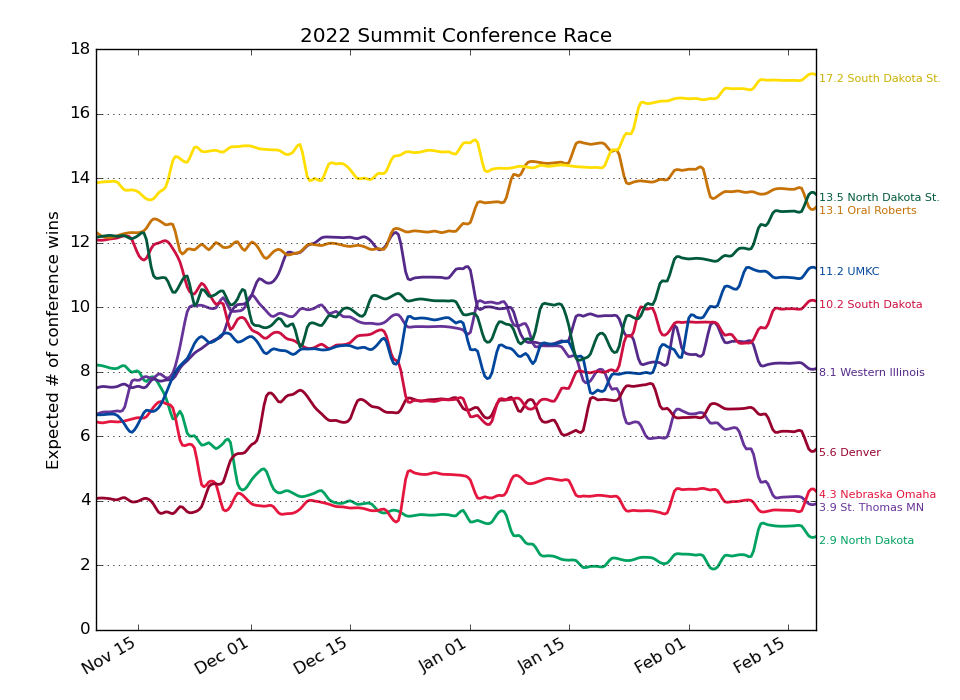 2022 Summit Conference Race
Expected # of conference wins
18
16
14
12
10
8
6
4
2
0
Nov 15
Dec 01
Dec 15
Jan 01
Jan 15
Feb 01
Feb 15
17.2 South Dakota St.
13.5 North Dakota St.
13.1 Oral Roberts
11.2 UMKC
10.2 South Dakota
8.1 Western Illinois
5.6 Denver
4.3 Nebraska Omaha
3.9 St. Thomas MN
2.9 North Dakota